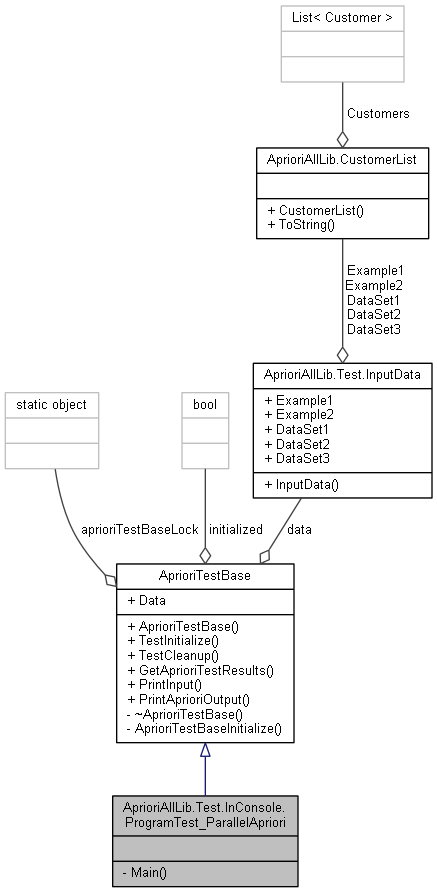 List< Customer >
Customers
AprioriAllLib.CustomerList
+ CustomerList()
+ ToString()
Example1
Example2
DataSet1
DataSet2
DataSet3
AprioriAllLib.Test.InputData
+ Example1
+ Example2
+ DataSet1
+ DataSet2
+ DataSet3
+ InputData()
static object
bool
aprioriTestBaseLock
initialized
data
AprioriTestBase
+ Data
+ AprioriTestBase()
+ TestInitialize()
+ TestCleanup()
+ GetAprioriTestResults()
+ PrintInput()
+ PrintAprioriOutput()
- ~AprioriTestBase()
- AprioriTestBaseInitialize()
AprioriAllLib.Test.InConsole.
ProgramTest_ParallelApriori
- Main()